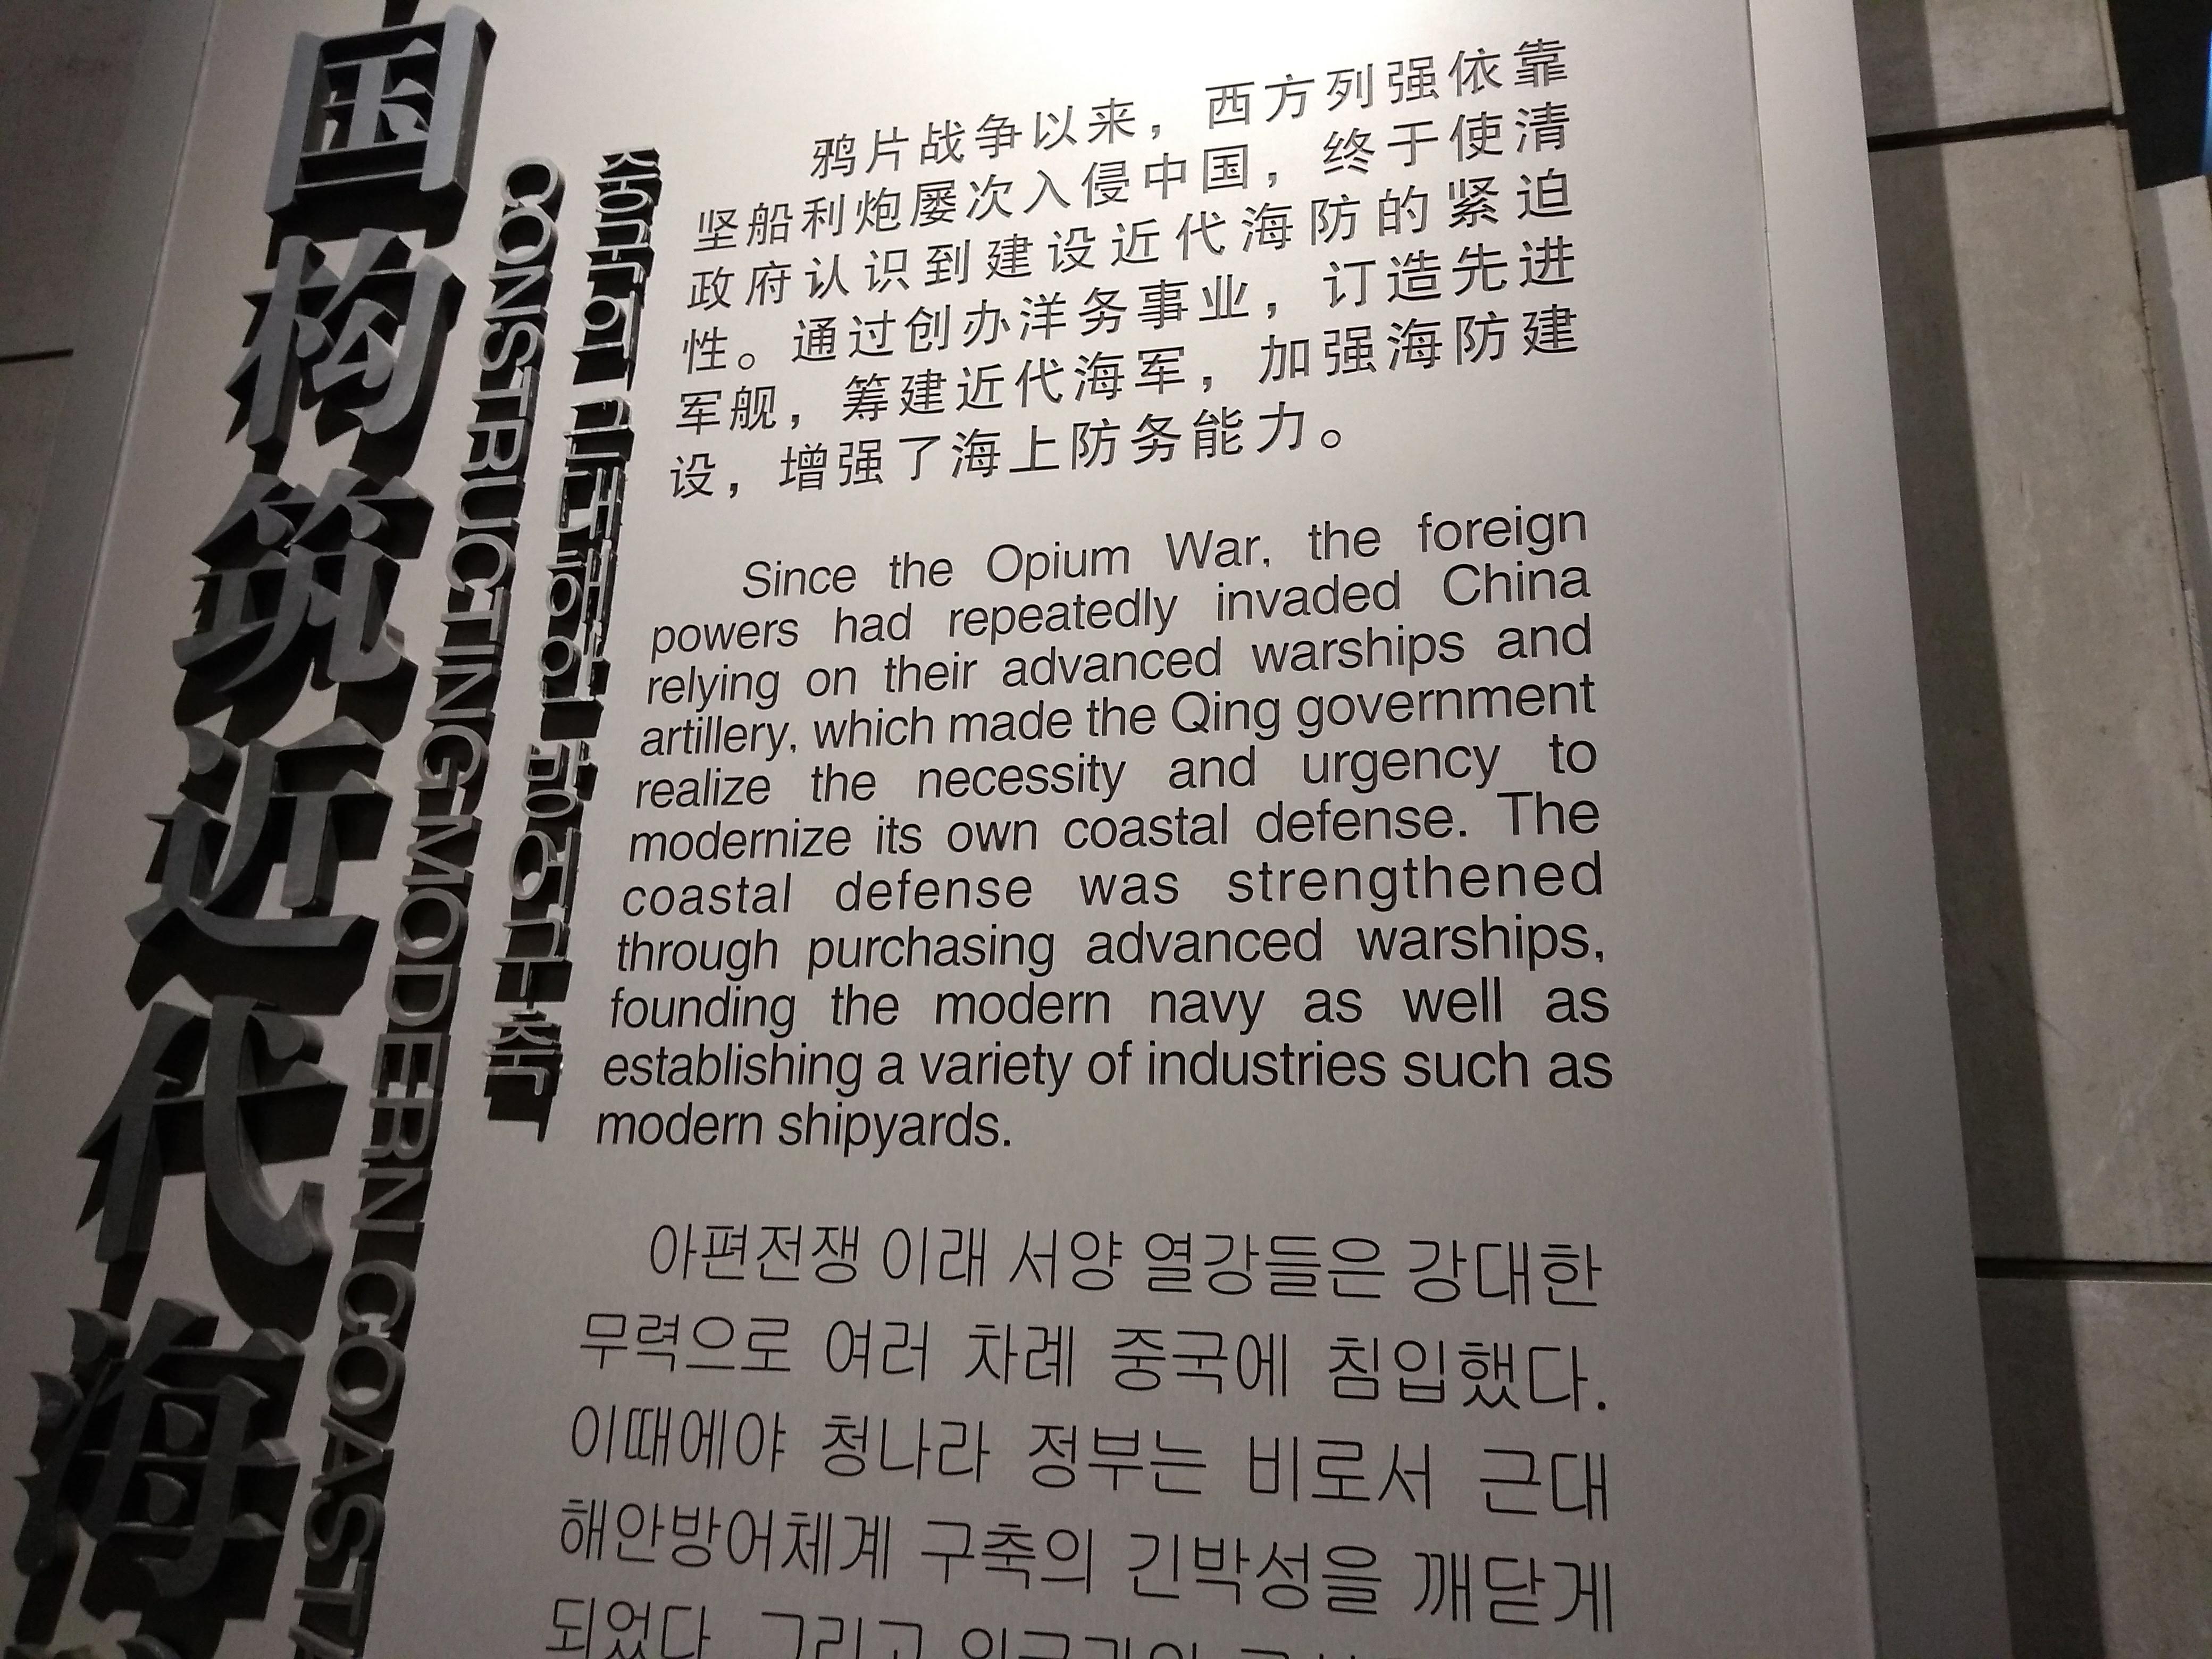 国构筑近代海
CONSTRUCTING MODERN COASTA
중국의 근대해안 방어구축
鸦片战争以来，西方列强依靠
坚船利炮屡次入侵中国，终于使清
政府认识到建设近代海防的紧迫
性。通过创办洋务事业，订造先进
军舰，筹建近代海军，加强海防建
设，增强了海上防务能力。
Since the Opium War, the foreign
powers had repeatedly invaded China
relying on their advanced warships and
artillery, which made the Qing government
realize the necessity and urgency to
modernize its own coastal defense. The
coastal defense was strengthened
through purchasing advanced warships,
founding the modern navy as well as
establishing a variety of industries such as
modern shipyards.
아편전쟁 이래 서양 열강들은 강대한
무력으로 여러 차례 중국에 침입했다.
이때에야 청나라 정부는 비로서 근대
해안방어체계 구축의 긴박성을 깨닫게
되었다. 그리고